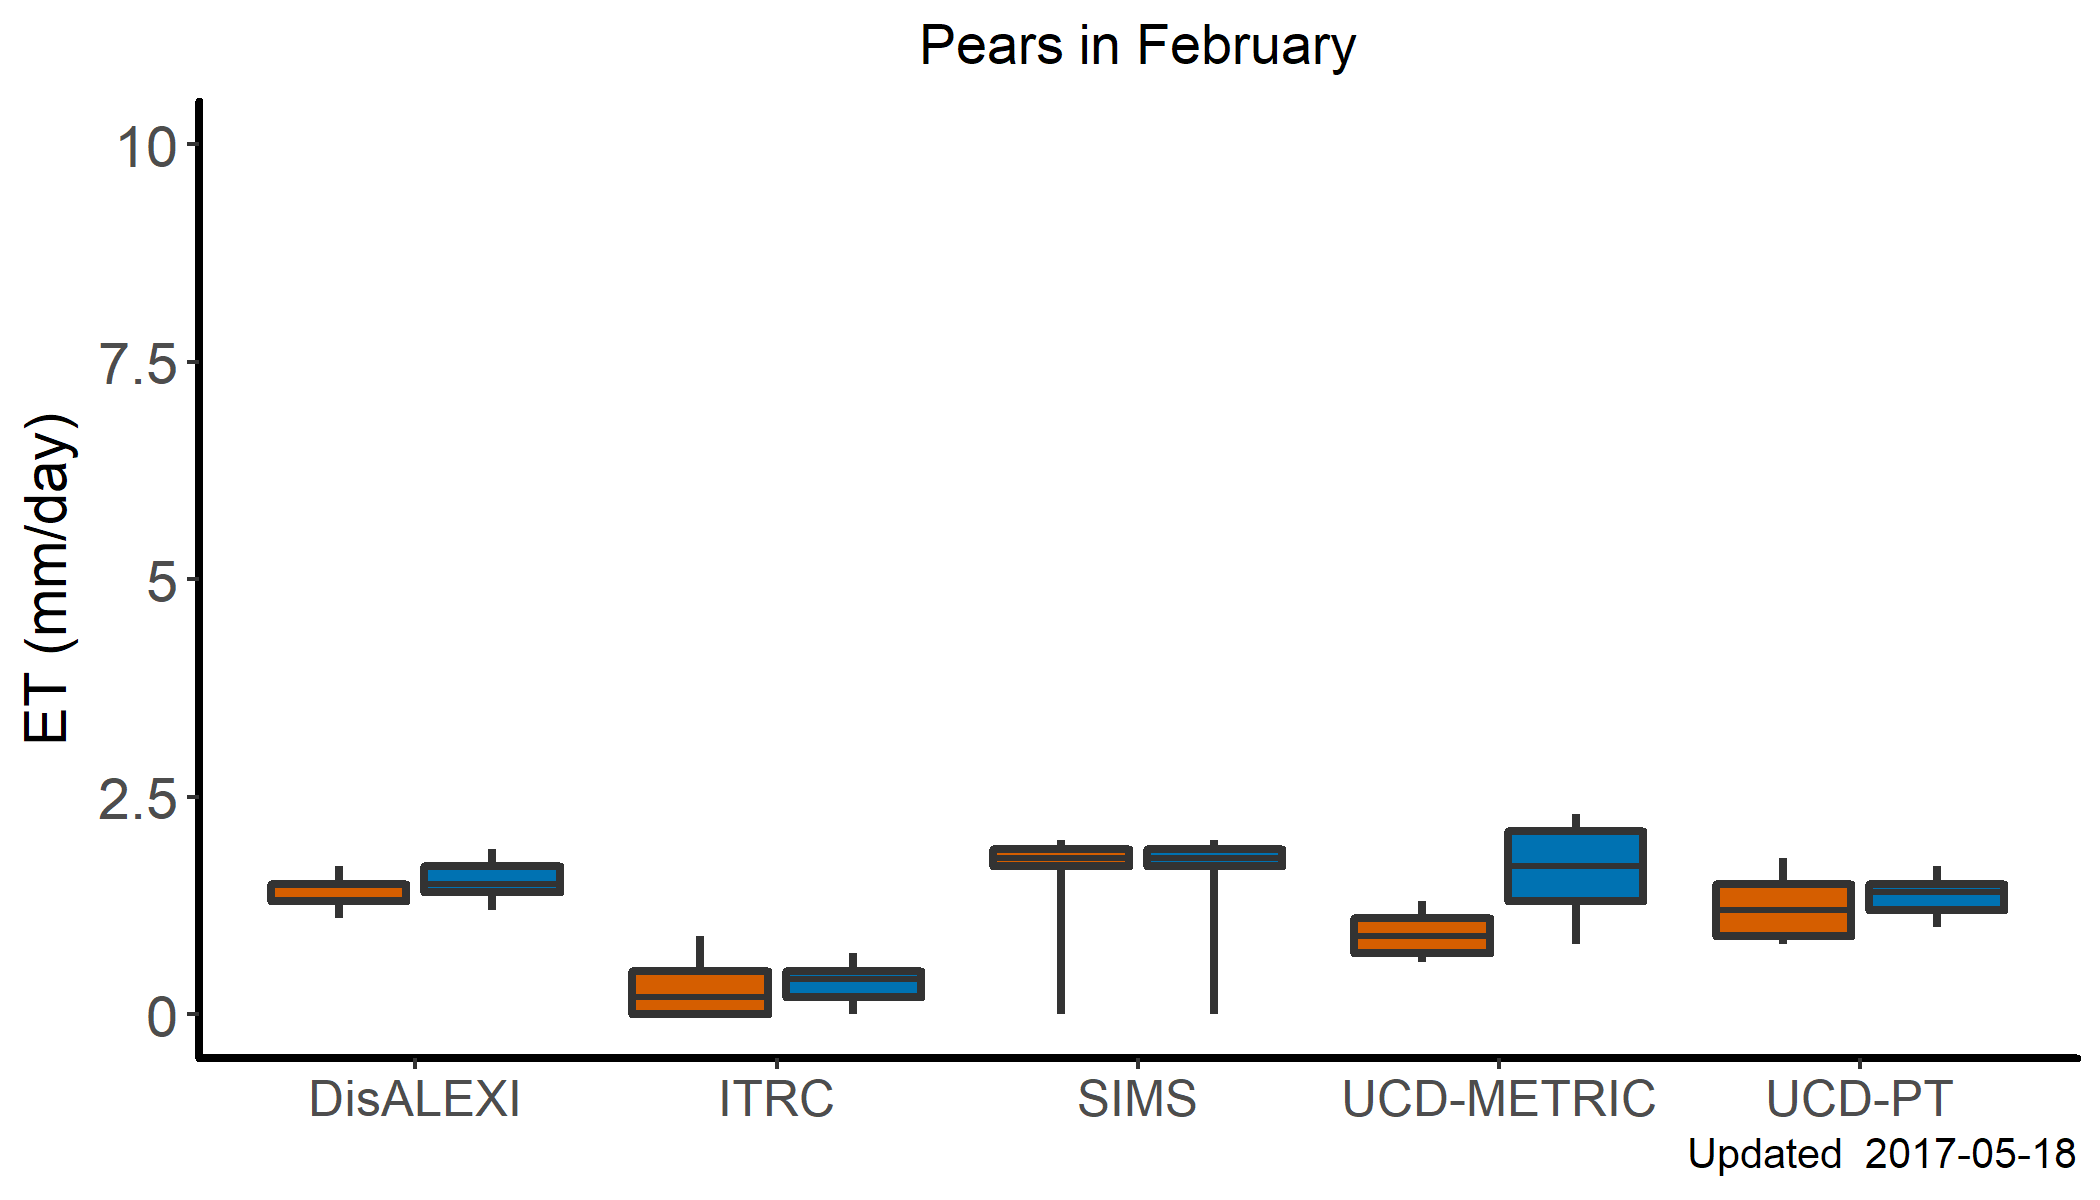 Pears in February
10
7.5
5
2.5
0
ET (mm/day)
DisALEXI
ITRC
SIMS
UCD-METRIC
UCD-PT
Updated  2017-05-18